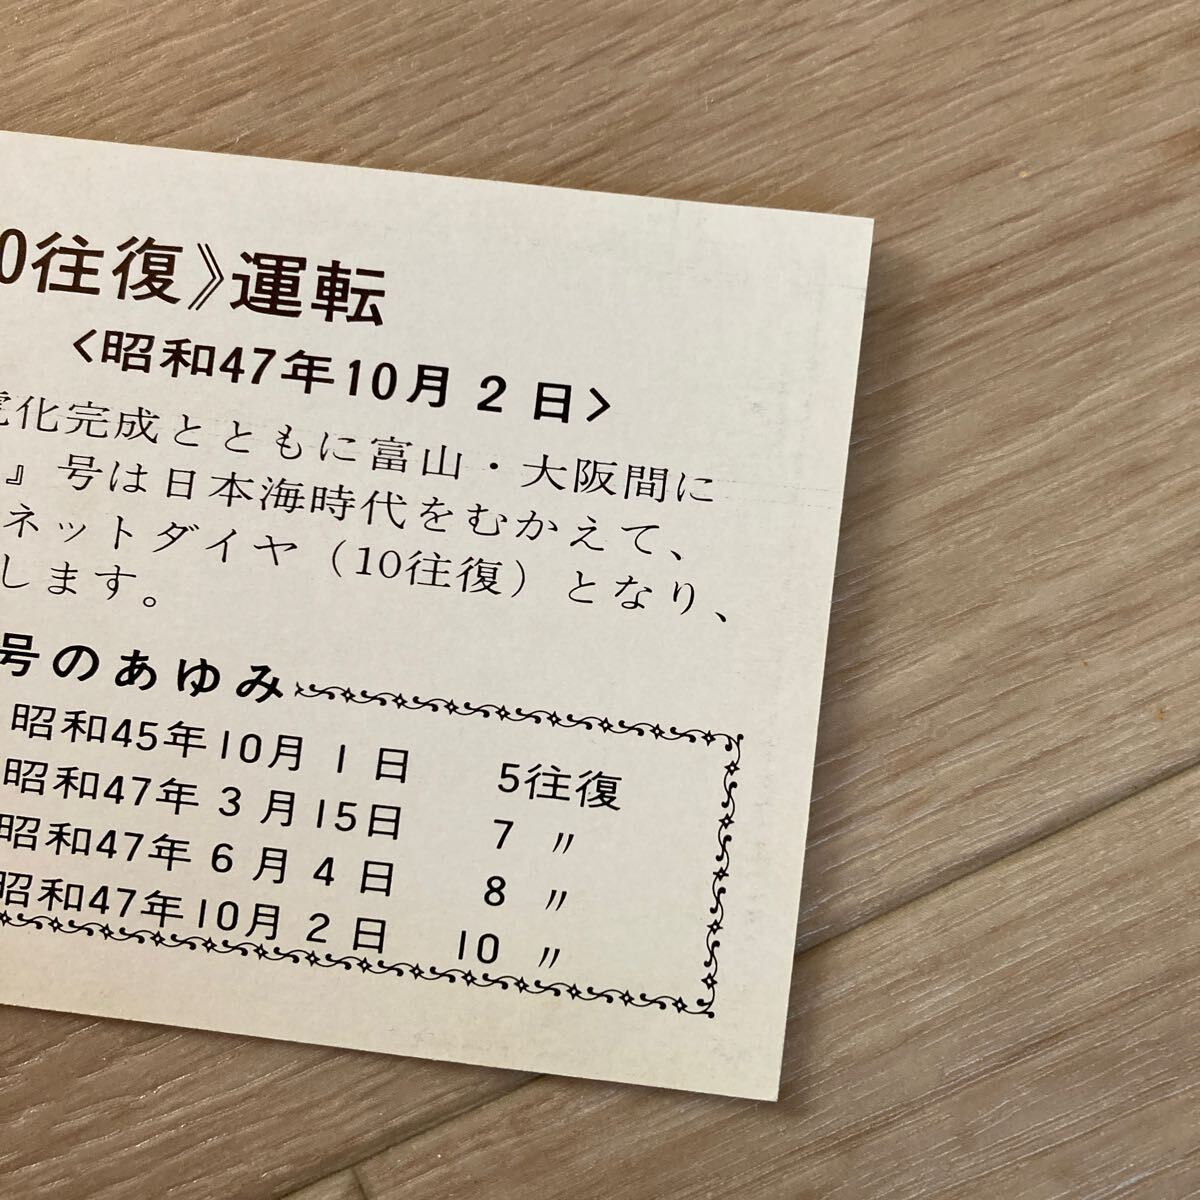 0往復》運転
<昭和47年10月2日>
電化完成とともに富山・大阪間に
』号は日本海時代をむかえて、
ネットダイヤ(10往復)となり、
します。
号のあゆみ
昭和45年10月1日 5往復
昭和47年3月15日 7 〃
昭和47年6月4日 8 〃
昭和47年10月2日 10 〃